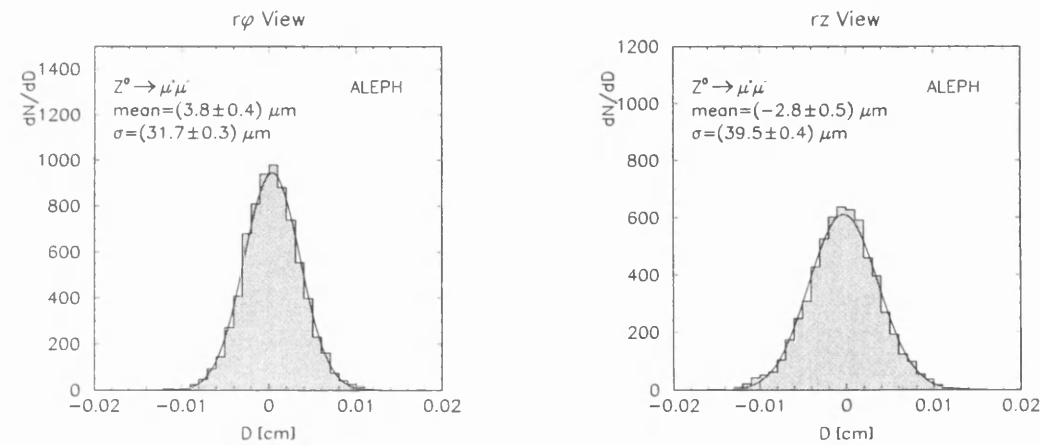 rφ View
dN/dD
1400
1200
1000
800
600
400
200
0
Z⁰ → μ⁺μ⁻ ALEPH
mean=(3.8±0.4) μm
σ=(31.7±0.3) μm
−0.02 −0.01 0 0.01 0.02
D [cm]
rz View
dN/dD
1200
1000
800
600
400
200
0
Z⁰ → μ⁺μ⁻ ALEPH
mean=(−2.8±0.5) μm
σ=(39.5±0.4) μm
−0.02 −0.01 0 0.01 0.02
D [cm]